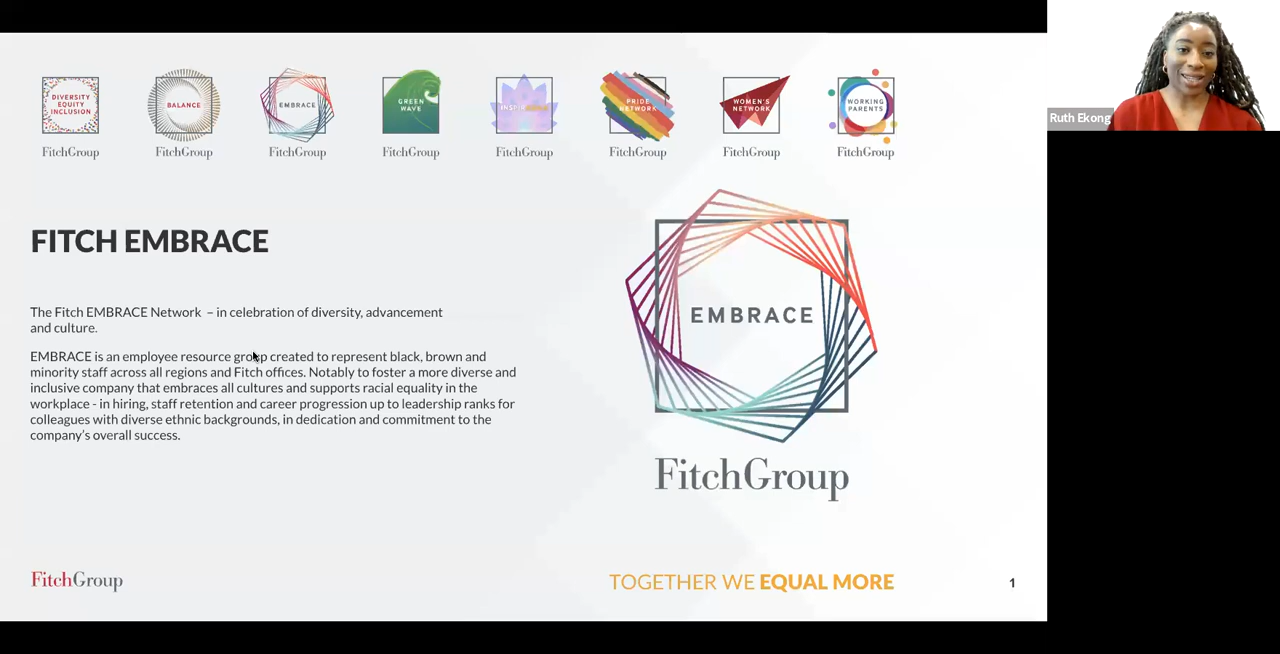 DIVERSITY
EQUITY
INCLUSION
FitchGroup
BALANCE
FitchGroup
EMBRACE
FitchGroup
GREEN
WAVE
FitchGroup
FitchGroup
PRIDE
NETWORK
FitchGroup
WOMEN'S
NETWORK
FitchGroup
WORKING
PARENTS
FitchGroup
Ruth Ekong
FITCH EMBRACE
The Fitch EMBRACE Network – in celebration of diversity, advancement
and culture.
EMBRACE is an employee resource group created to represent black, brown and
minority staff across all regions and Fitch offices. Notably to foster a more diverse and
inclusive company that embraces all cultures and supports racial equality in the
workplace - in hiring, staff retention and career progression up to leadership ranks for
colleagues with diverse ethnic backgrounds, in dedication and commitment to the
company's overall success.
EMBRACE
FitchGroup
FitchGroup
TOGETHER WE EQUAL MORE
1